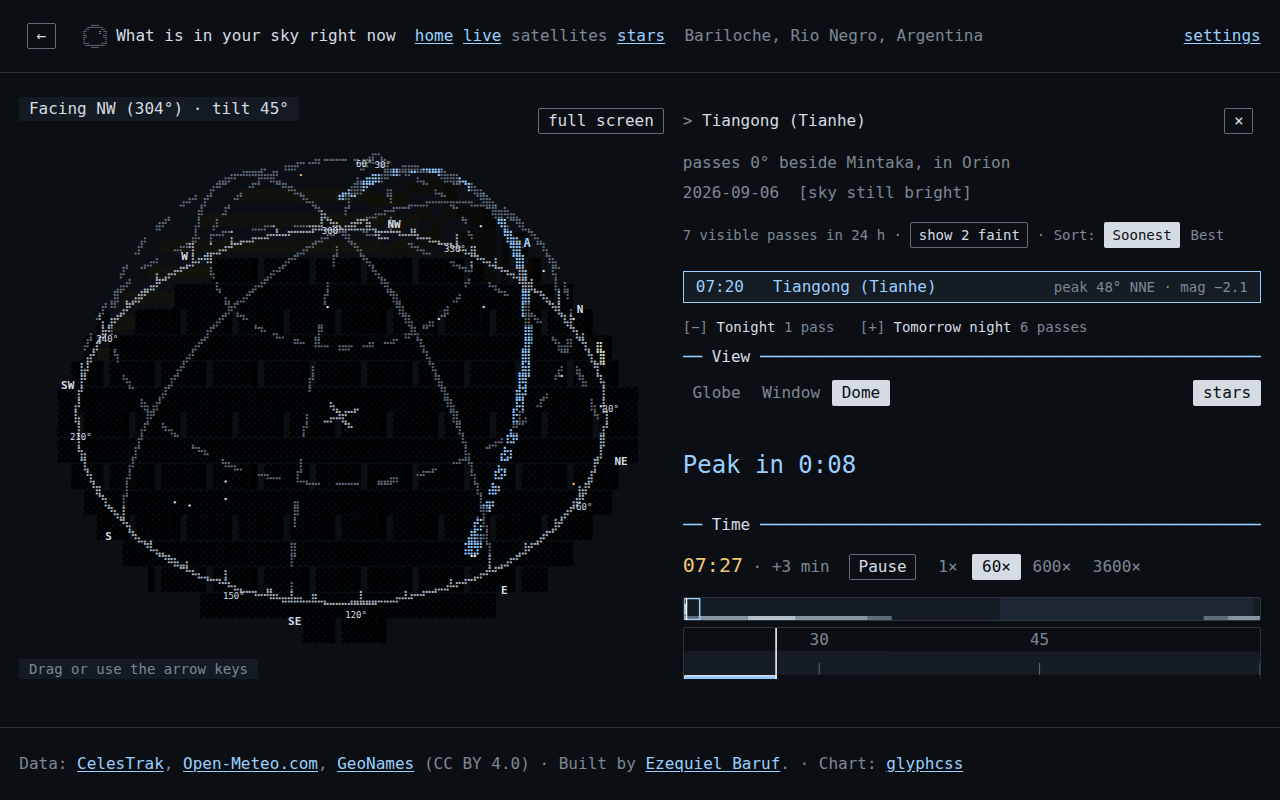 ← What is in your sky right now home live satellites stars Bariloche, Rio Negro, Argentina settings
Facing NW (304°) · tilt 45°
full screen
60° 30°
300° NW 330°
A
W
N
240°
SW
210°
NE
60°
S
E
150°
SE
120°
Drag or use the arrow keys
> Tiangong (Tianhe) ×
passes 0° beside Mintaka, in Orion
2026-09-06 [sky still bright]
7 visible passes in 24 h · show 2 faint · Sort: Soonest Best
07:20 Tiangong (Tianhe) peak 48° NNE · mag −2.1
[−] Tonight 1 pass [+] Tomorrow night 6 passes
View
Globe Window Dome stars
Peak in 0:08
Time
07:27 · +3 min Pause 1× 60× 600× 3600×
30 45
Data: CelesTrak, Open-Meteo.com, GeoNames (CC BY 4.0) · Built by Ezequiel Baruf. · Chart: glyphcss